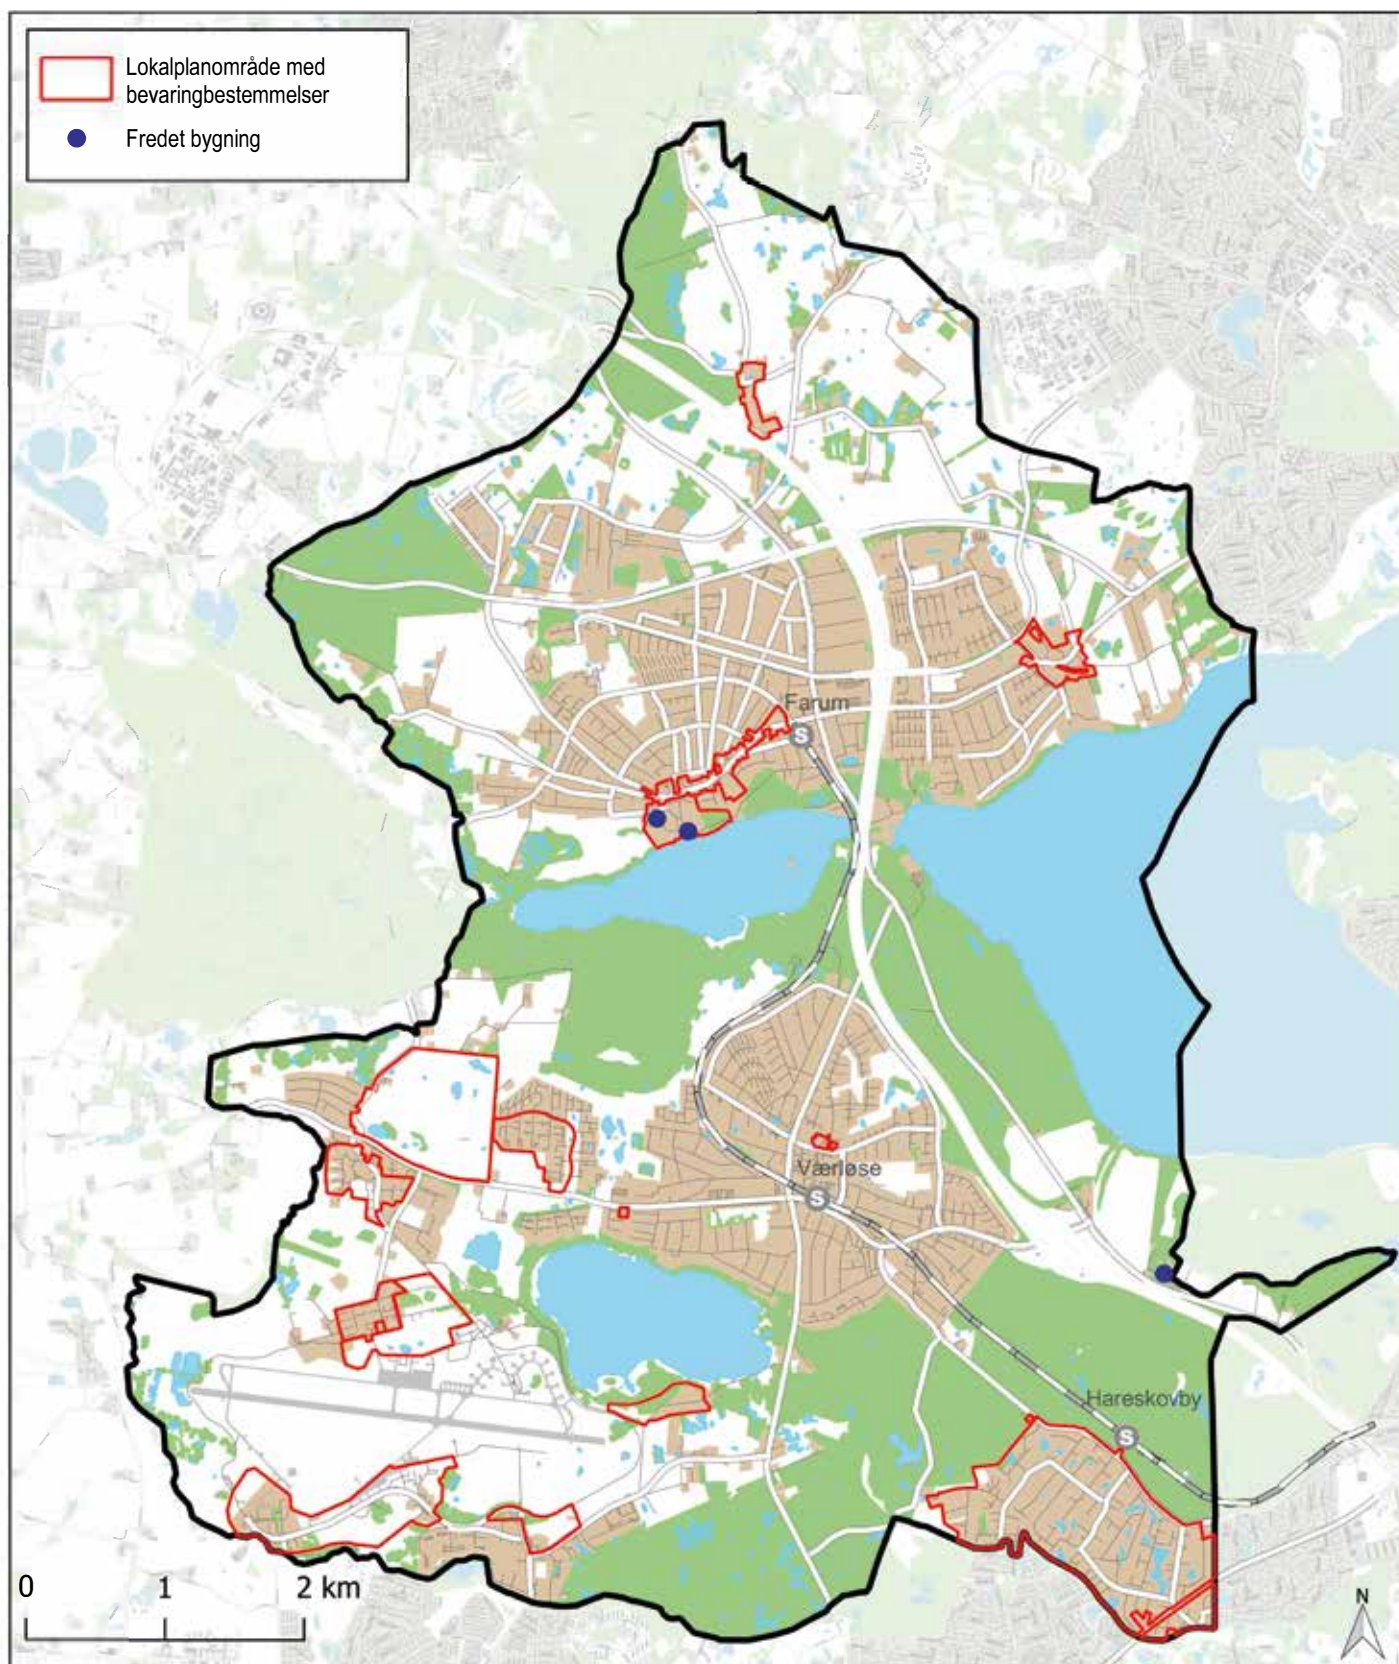 Lokalplanområde med
bevaringbestemmelser
Fredet bygning
Farum
S
Værløse
S
Hareskovby
S
0 1 2 km
N